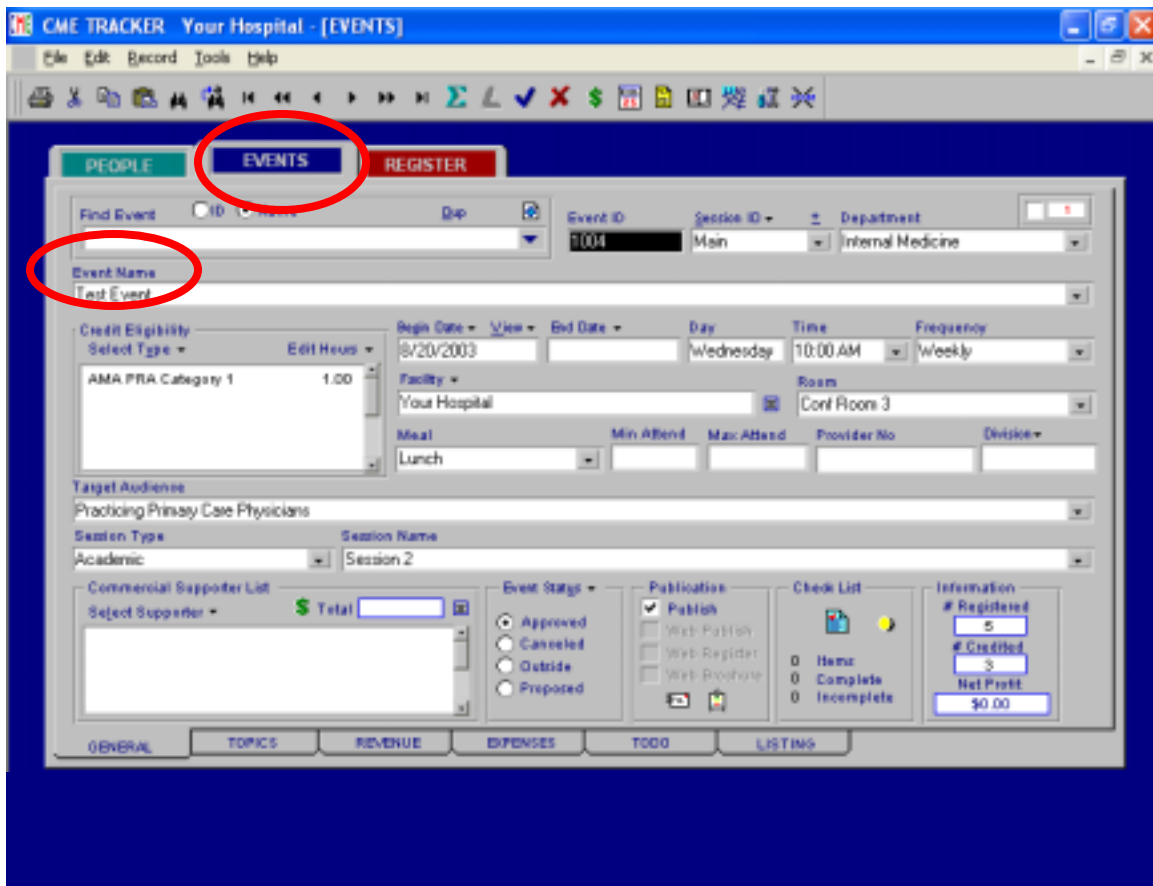 CME TRACKER Your Hospital - [EVENTS]
File Edit Record Tools Help
PEOPLE EVENTS REGISTER
Find Event ID Name Event ID Session ID ± Department 1
1004 Main Internal Medicine
Event Name
Test Event
Credit Eligibility Begin Date View End Date Day Time Frequency
Select Type Edit Hours 8/20/2003 Wednesday 10:00 AM Weekly
AMA PRA Category 1 1.00 Facility Room
Your Hospital Conf Room 3
Meal Min Attend Max Attend Provider No Division
Lunch
Target Audience
Practicing Primary Care Physicians
Session Type Session Name
Academic Session 2
Commercial Supporter List Event Status Publication Check List Information
Select Supporter $ Total Approved Publish # Registered
5
Canceled Web Publish # Credited
3
Outside Web Register 0 Items Net Profit
Proposed Web Brochure 0 Complete $0.00
0 Incomplete
GENERAL TOPICS REVENUE EXPENSES TODO LISTING